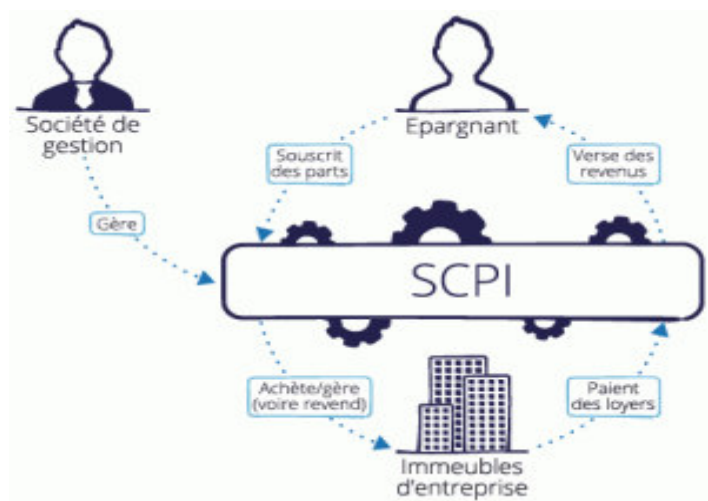 Société de
gestion
Epargnant
Souscrit
des parts
Verse des
revenus
Gère
SCPI
Achète/gère
(voire revend)
Paient
des loyers
Immeubles
d'entreprise